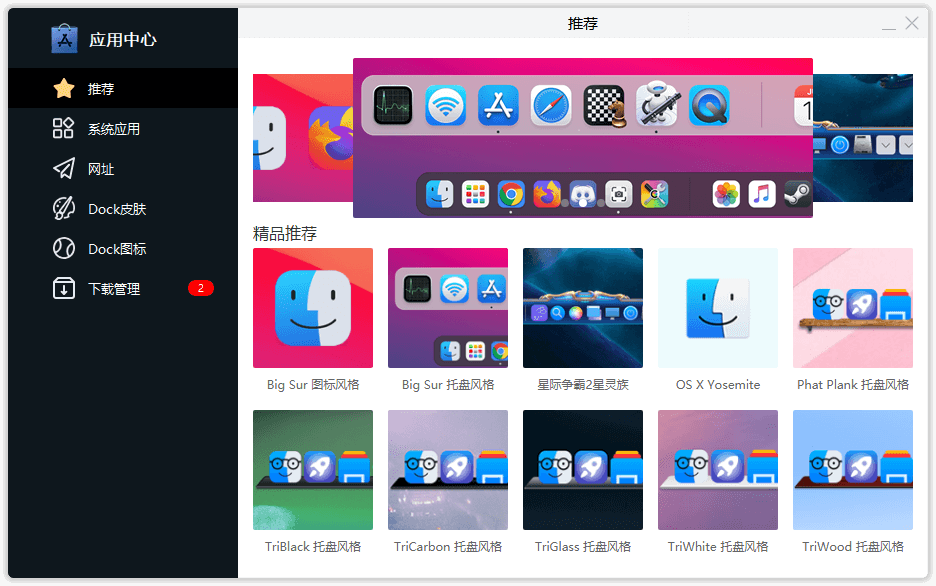 应用中心
推荐
系统应用
网址
Dock皮肤
Dock图标
下载管理
2
推荐
精品推荐
Big Sur 图标风格
Big Sur 托盘风格
星际争霸2星灵族
OS X Yosemite
Phat Plank 托盘风格
TriBlack 托盘风格
TriCarbon 托盘风格
TriGlass 托盘风格
TriWhite 托盘风格
TriWood 托盘风格